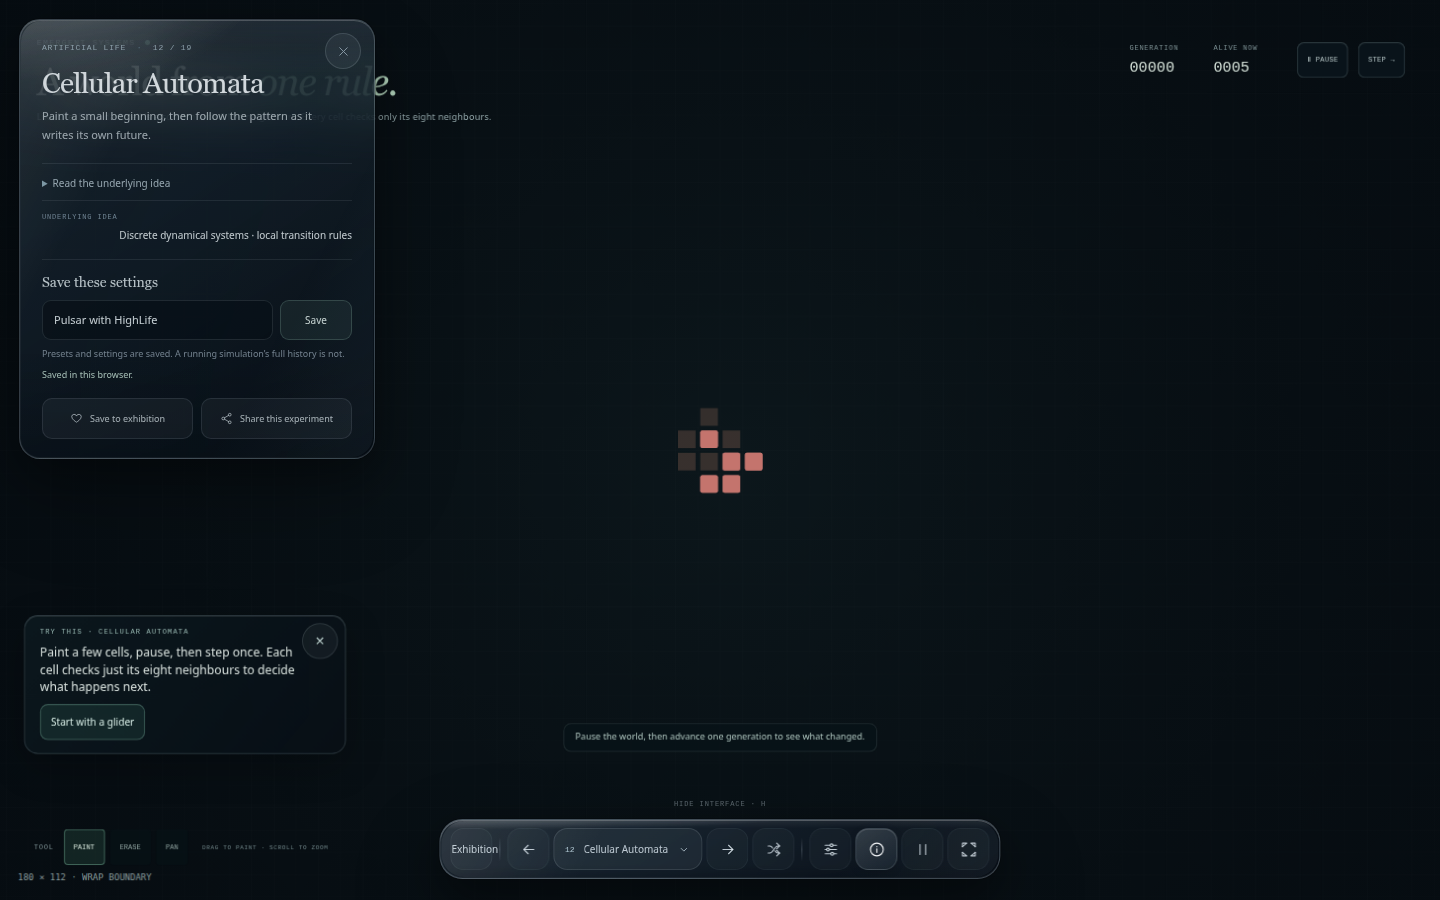 ARTIFICIAL LIFE · 12 / 19
Cellular Automata
one rule.
Paint a small beginning, then follow the pattern as it
writes its own future.
only its eight neighbours.
Read the underlying idea
UNDERLYING IDEA
Discrete dynamical systems · local transition rules
Save these settings
Pulsar with HighLife
Save
Presets and settings are saved. A running simulation's full history is not.
Saved in this browser.
Save to exhibition
Share this experiment
GENERATION
00000
ALIVE NOW
0005
PAUSE
STEP →
TRY THIS · CELLULAR AUTOMATA
Paint a few cells, pause, then step once. Each
cell checks just its eight neighbours to decide
what happens next.
Start with a glider
Pause the world, then advance one generation to see what changed.
HIDE INTERFACE · H
TOOL
PAINT
ERASE
PAN
DRAG TO PAINT · SCROLL TO ZOOM
180 × 112 · WRAP BOUNDARY
Exhibition
12 Cellular Automata